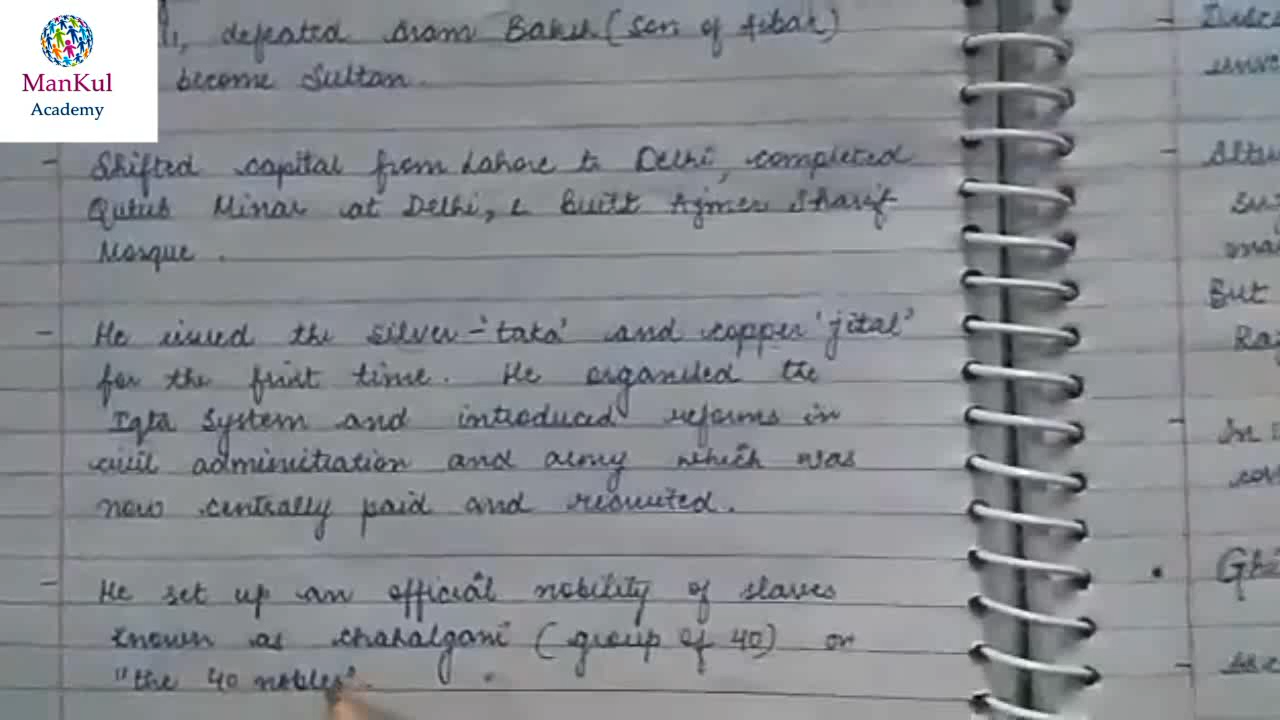 ManKul
Academy
, defeated Aram Baksh (son of Aibak)
become Sultan.
- Shifted capital from Lahore to Delhi, completed
Qutub Minar at Delhi, & Built Ajmer Sharif
Mosque.
- He issued the silver-'taka' and copper 'jital'
for the first time. He organised the
Iqta System and introduced reforms in
civil administration and army which was
now centrally paid and recruited.
- He set up an official nobility of slaves
known as chahalgani (group of 40) or
"the 40 nobles".
But
In